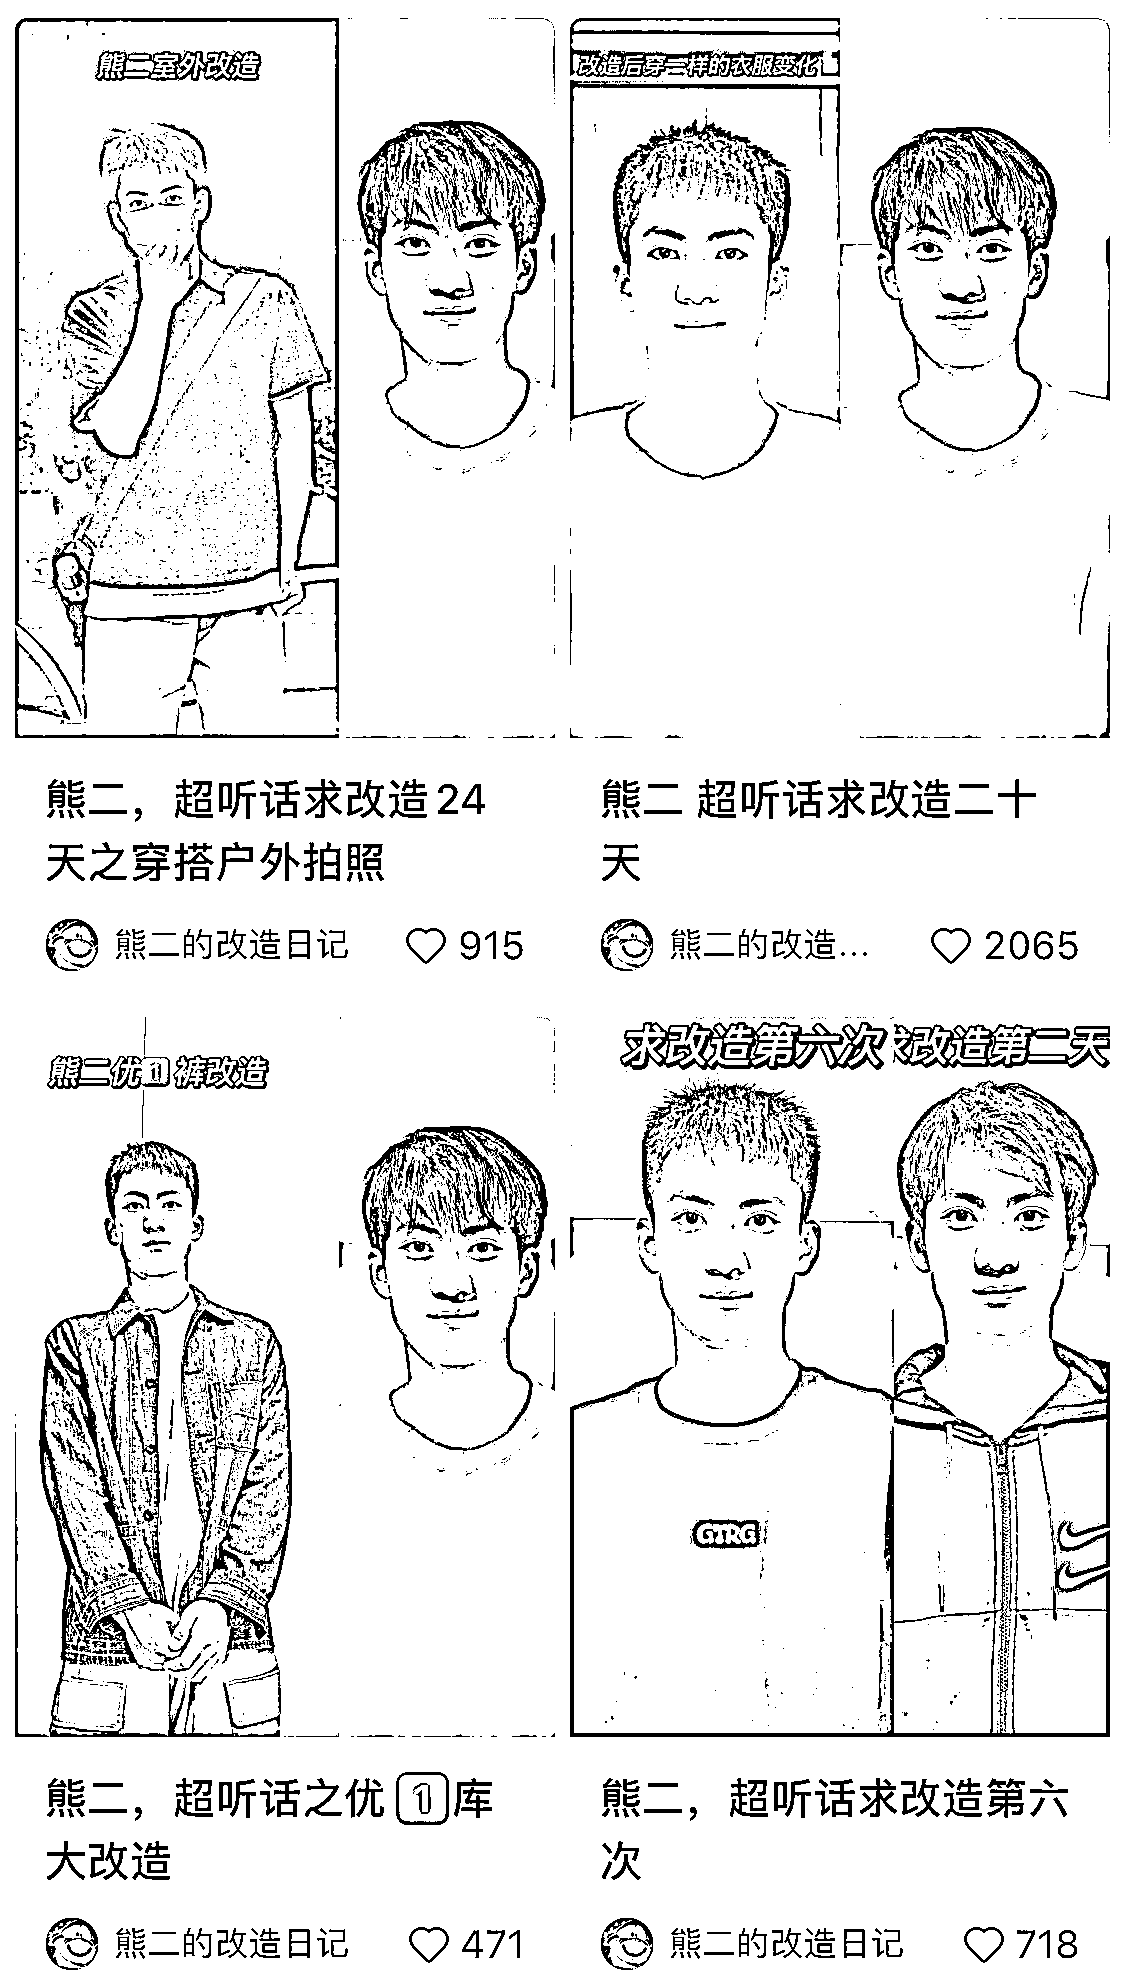 熊二室外改造
改造后穿一样的衣服变化
熊二，超听话求改造24
天之穿搭户外拍照
熊二的改造日记
915
熊二 超听话求改造二十
天
熊二的改造...
2065
熊二优1裤改造
求改造第六次
求改造第二天
GTRG
熊二，超听话之优1库
大改造
熊二的改造日记
471
熊二，超听话求改造第六
次
熊二的改造日记
718